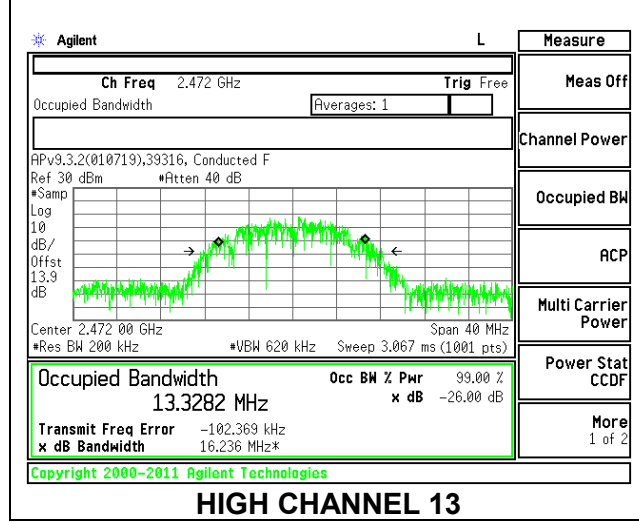 Agilent L
Measure
Ch Freq 2.472 GHz Trig Free
Meas Off
Occupied Bandwidth Averages: 1
Channel Power
APv9.3.2(010719),39316, Conducted F
Ref 30 dBm #Atten 40 dB
#Samp
Log
10
dB/
Offst
13.9
dB
Occupied BW
ACP
Multi Carrier
Power
Center 2.472 00 GHz Span 40 MHz
#Res BW 200 kHz #VBW 620 kHz Sweep 3.067 ms (1001 pts)
Power Stat
CCDF
Occupied Bandwidth Occ BW % Pwr 99.00 %
13.3282 MHz x dB -26.00 dB
Transmit Freq Error -102.369 kHz
x dB Bandwidth 16.236 MHz*
More
1 of 2
Copyright 2000-2011 Agilent Technologies
HIGH CHANNEL 13